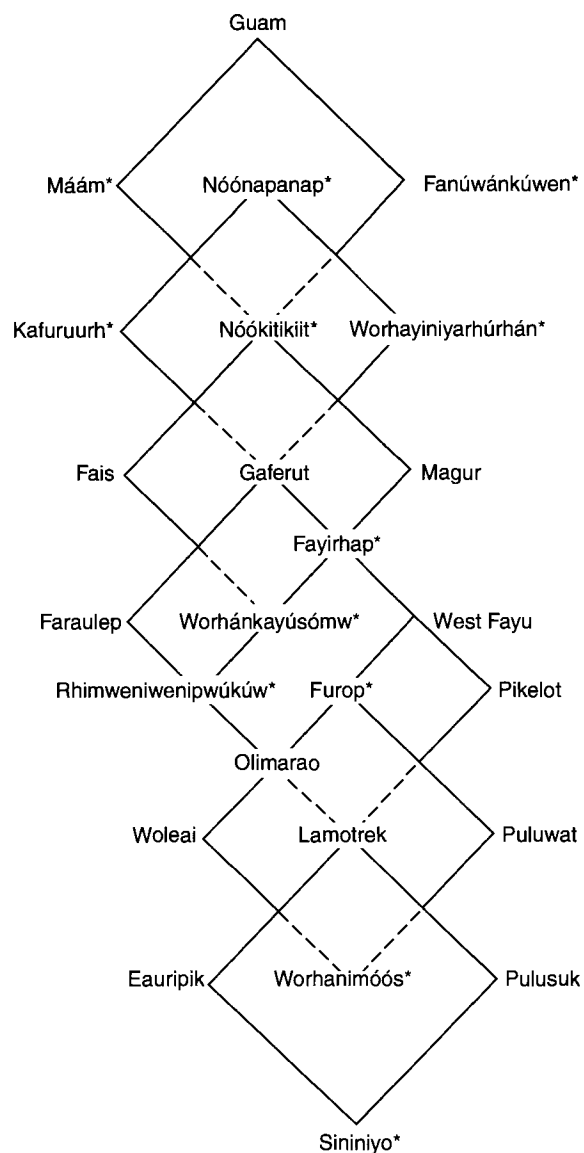 Guam
Máám* Nóónapanap* Fanúwánkúwen*
Kafuruurh* Nóókitikiit* Worhayiniyarhúrhán*
Fais Gaferut Magur
Fayirhap*
Faraulep Worhánkayúsómw* West Fayu
Rhimweniwenipwúkúw* Furop* Pikelot
Olimarao
Woleai Lamotrek Puluwat
Eauripik Worhanimóós* Pulusuk
Sininiyo*